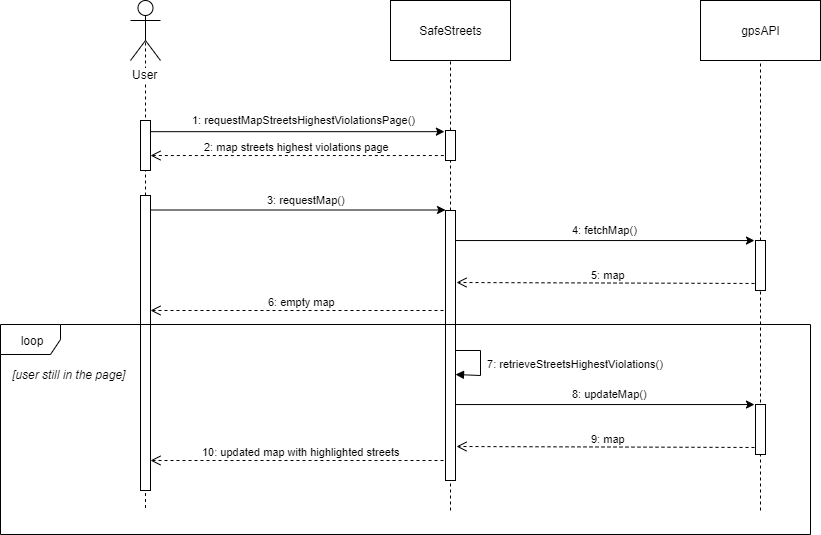 SafeStreets
gpsAPI
User
1: requestMapStreetsHighestViolationsPage()
2: map streets highest violations page
3: requestMap()
4: fetchMap()
5: map
6: empty map
loop
[user still in the page]
7: retrieveStreetsHighestViolations()
8: updateMap()
9: map
10: updated map with highlighted streets